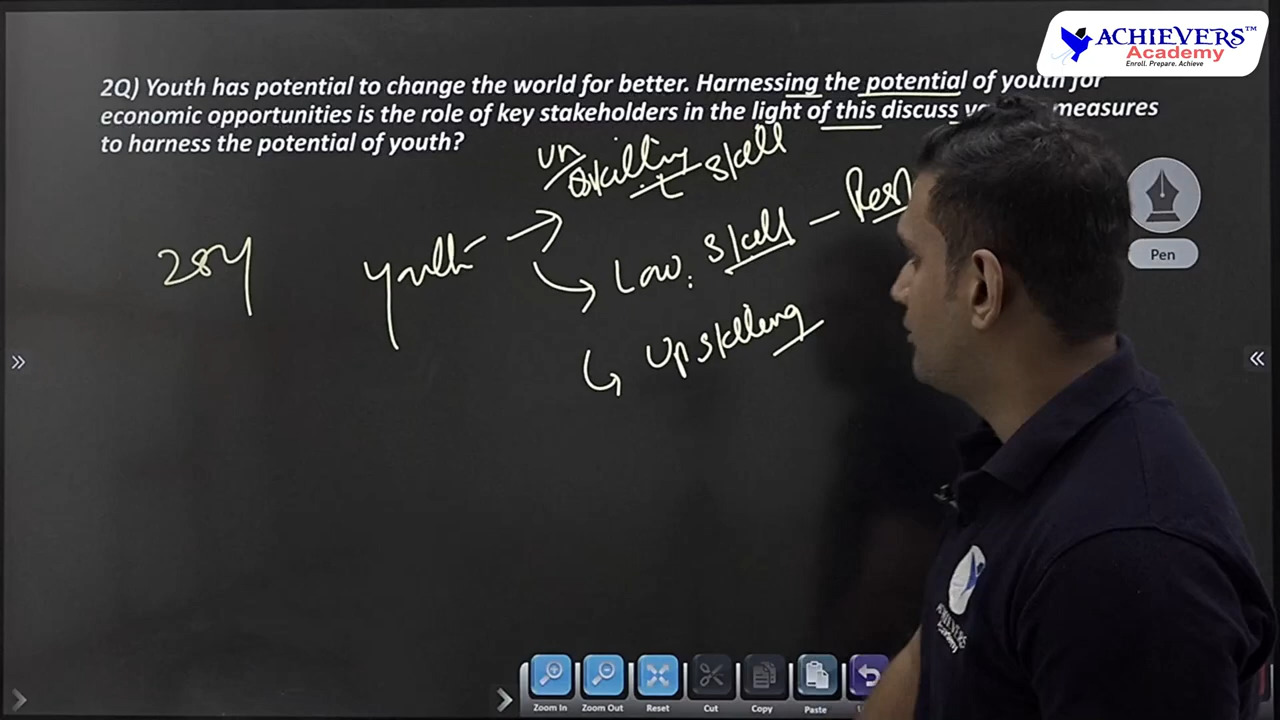 ACHIEVERS™
Academy
Enroll. Prepare. Achieve
2Q) Youth has potential to change the world for better. Harnessing the potential of youth for
economic opportunities is the role of key stakeholders in the light of this discuss measures
to harness the potential of youth?
un
skilling skill
28y youth Low. skill –
upskilling
Pen
Zoom In Zoom Out Reset Cut Copy Paste
ACHIEVERS
Academy